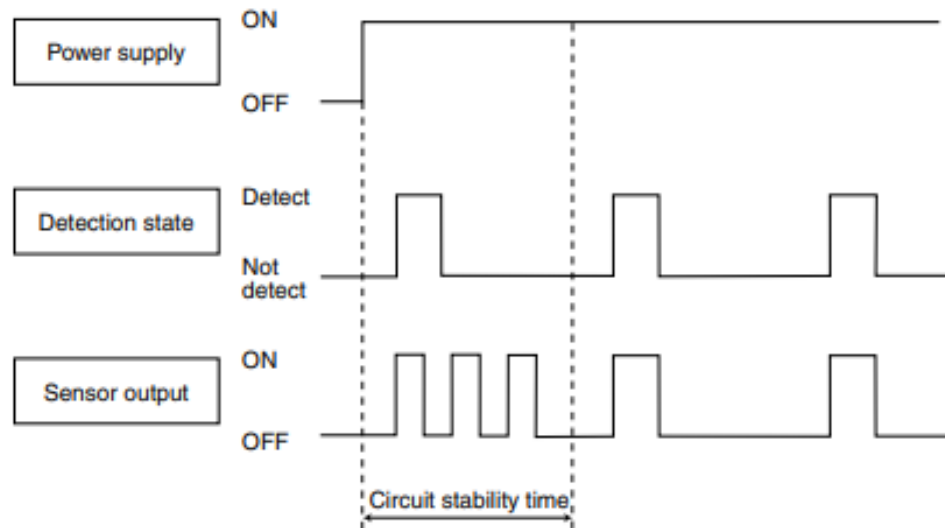 ON
Power supply
OFF
Detect
Detection state
Not
detect
ON
Sensor output
OFF
Circuit stability time